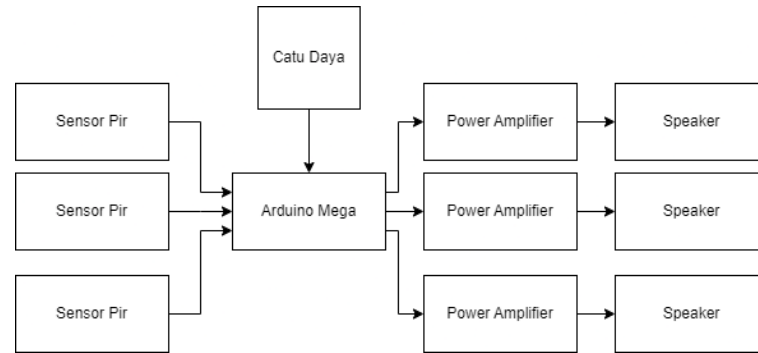 Catu Daya
Sensor Pir
Power Amplifier
Speaker
Sensor Pir
Arduino Mega
Power Amplifier
Speaker
Sensor Pir
Power Amplifier
Speaker